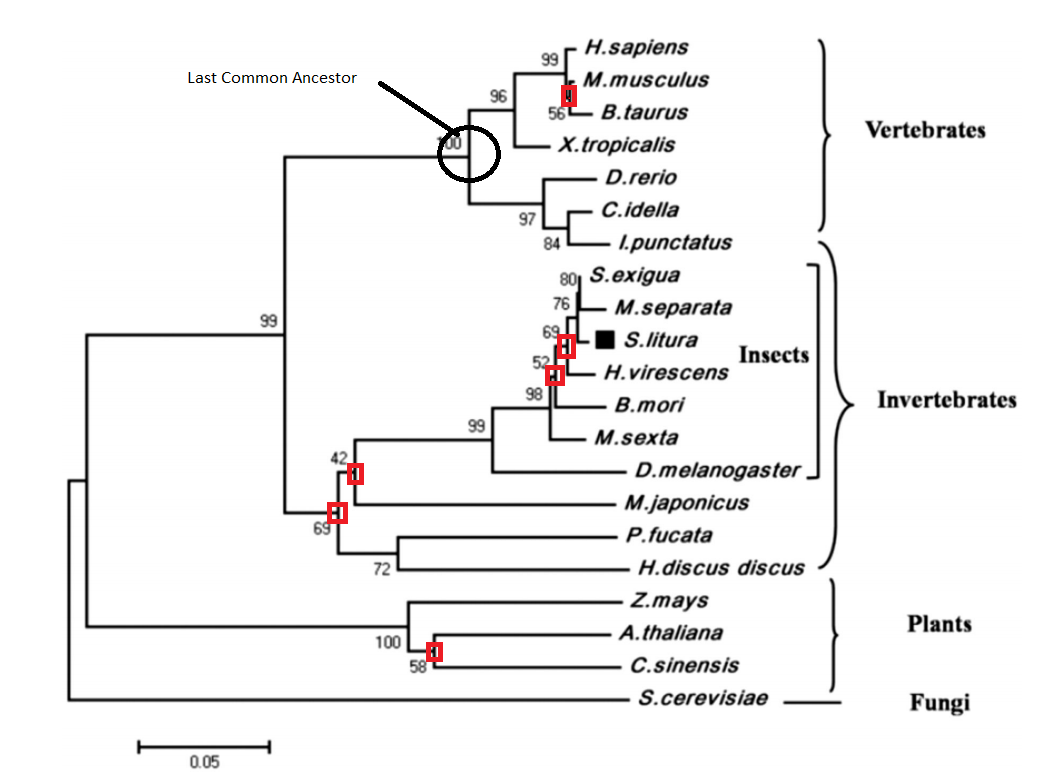 H.sapiens
99
Last Common Ancestor
M.musculus
96
56
B.taurus
Vertebrates
100
X.tropicalis
D.rerio
C.idella
97
84
I.punctatus
S.exigua
80
76
M.separata
99
69
S.litura
Insects
52
H.virescens
98
B.mori
Invertebrates
99
M.sexta
42
D.melanogaster
M.japonicus
69
P.fucata
72
H.discus discus
Z.mays
100
A.thaliana
Plants
58
C.sinensis
S.cerevisiae
Fungi
0.05